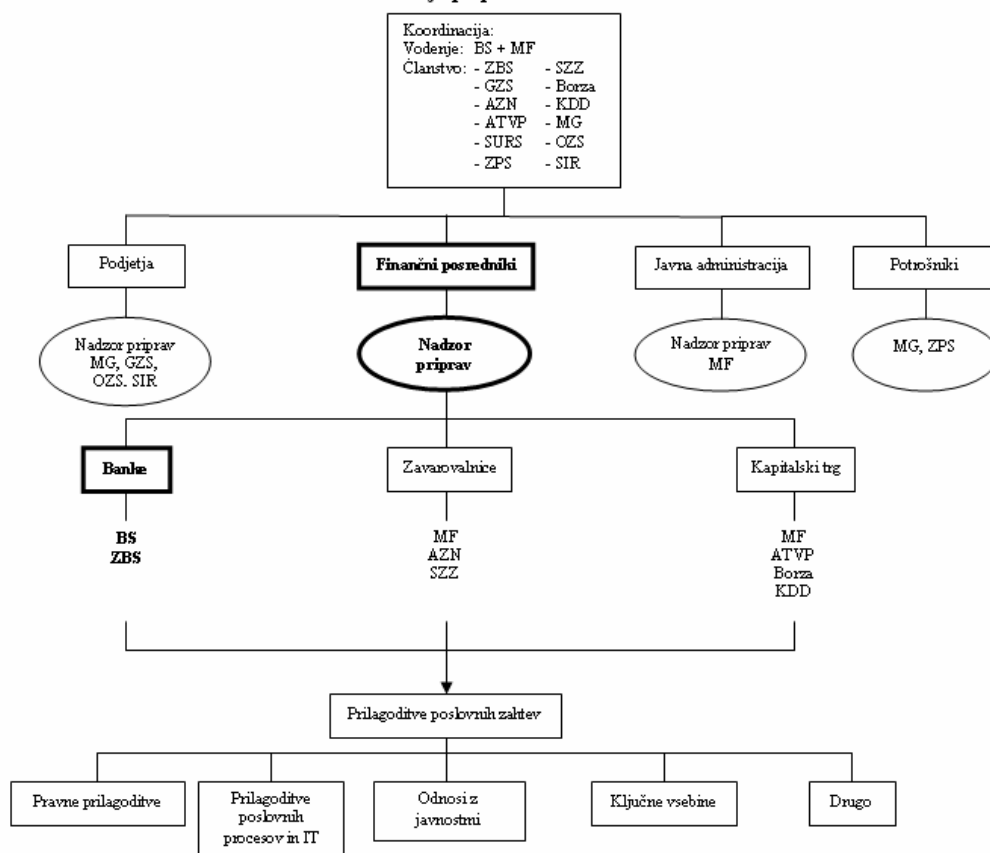 Koordinacija:
Vodenje: BS + MF
Članstvo: - ZBS - SZZ
- GZS - Borza
- AZN - KDD
- ATVP - MG
- SURS - OZS
- ZPS - SIR
Podjetja
Finančni posredniki
Javna administracija
Potrošniki
Nadzor priprav
MG, GZS,
OZS. SIR
Nadzor
priprav
Nadzor priprav
MF
MG, ZPS
Banke
Zavarovalnice
Kapitalski trg
BS
ZBS
MF
AZN
SZZ
MF
ATVP
Borza
KDD
Prilagoditve poslovnih zahtev
Pravne prilagoditve
Prilagoditve
poslovnih
procesov in IT
Odnosi z
javnostmi
Ključne vsebine
Drugo